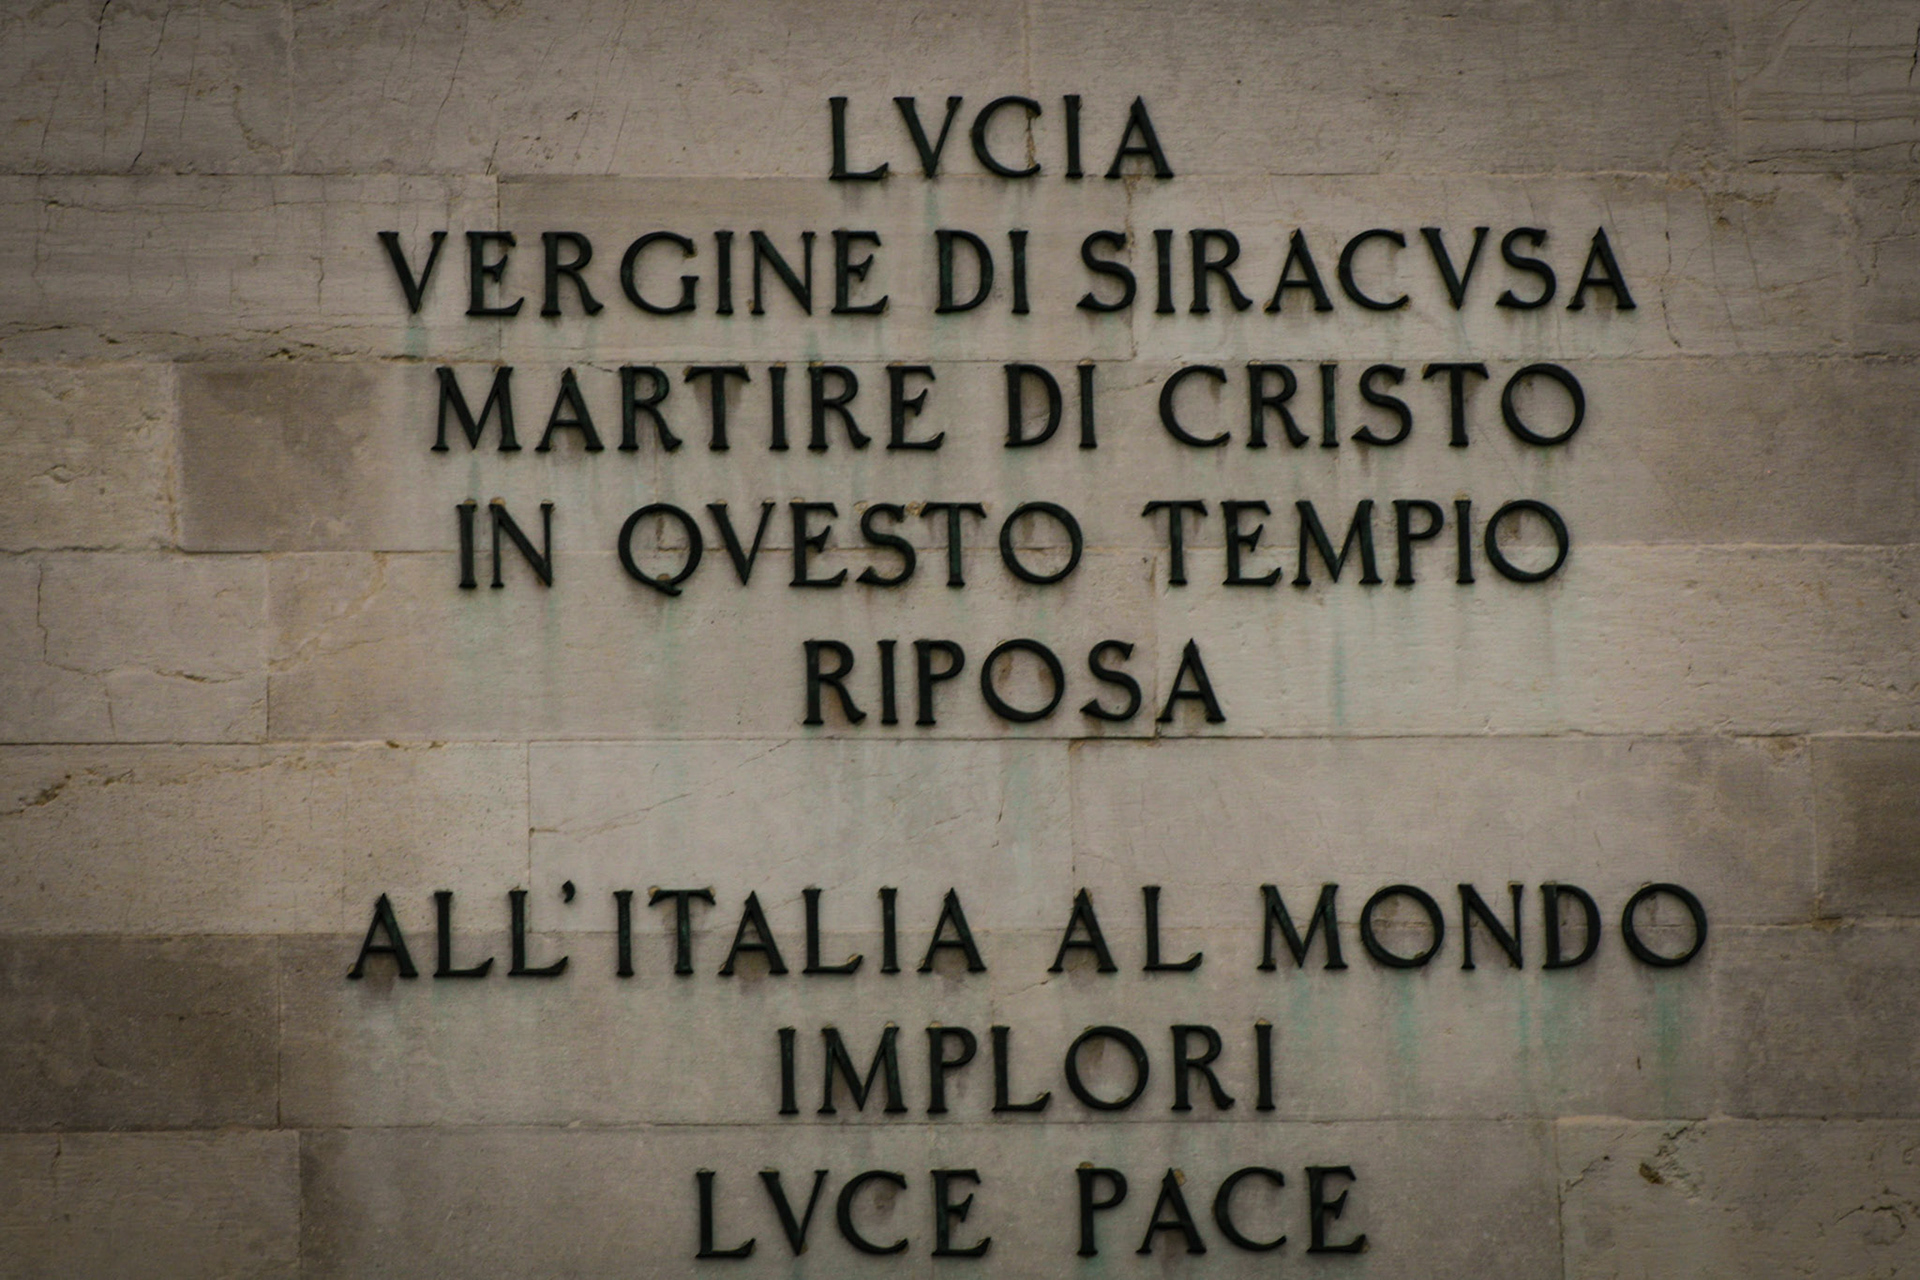 LVCIA
VERGINE DI SIRACVSA
MARTIRE DI CRISTO
IN QVESTO TEMPIO
RIPOSA
ALL'ITALIA AL MONDO
IMPLORI
LVCE PACE